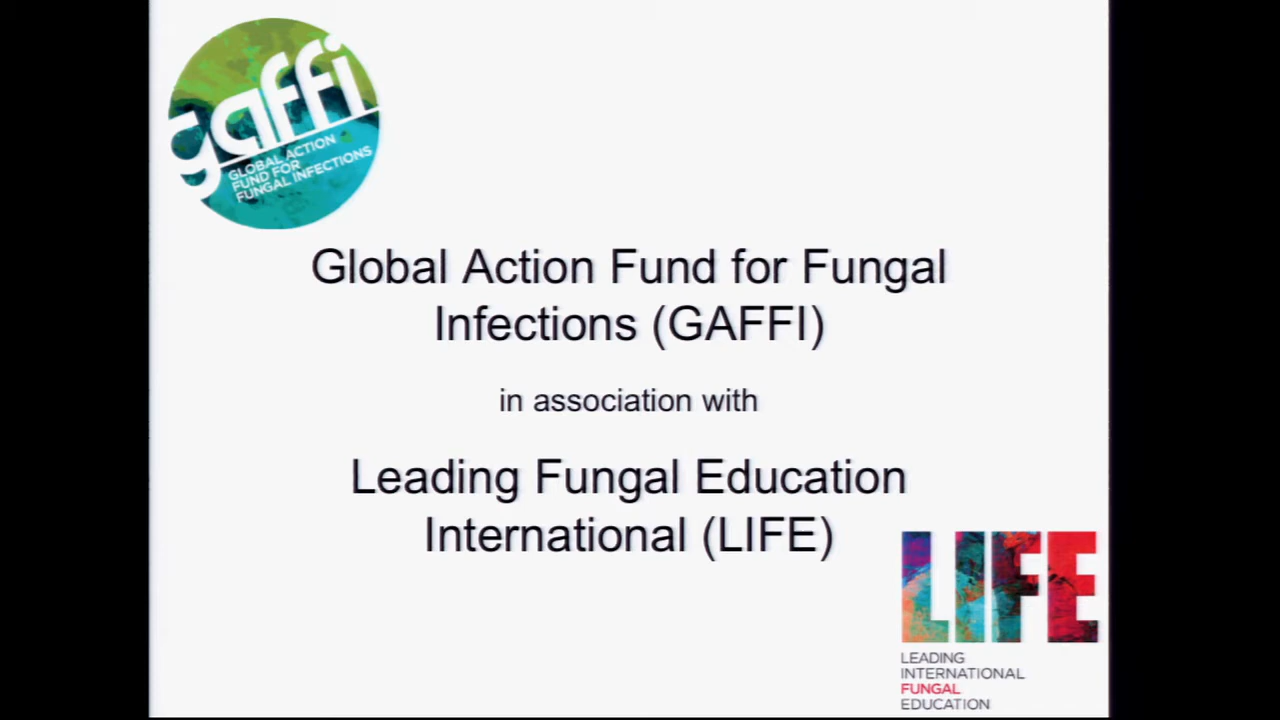 gaffi
GLOBAL ACTION
FUND FOR
FUNGAL INFECTIONS
Global Action Fund for Fungal
Infections (GAFFI)
in association with
Leading Fungal Education
International (LIFE)
LIFE
LEADING
INTERNATIONAL
FUNGAL
EDUCATION